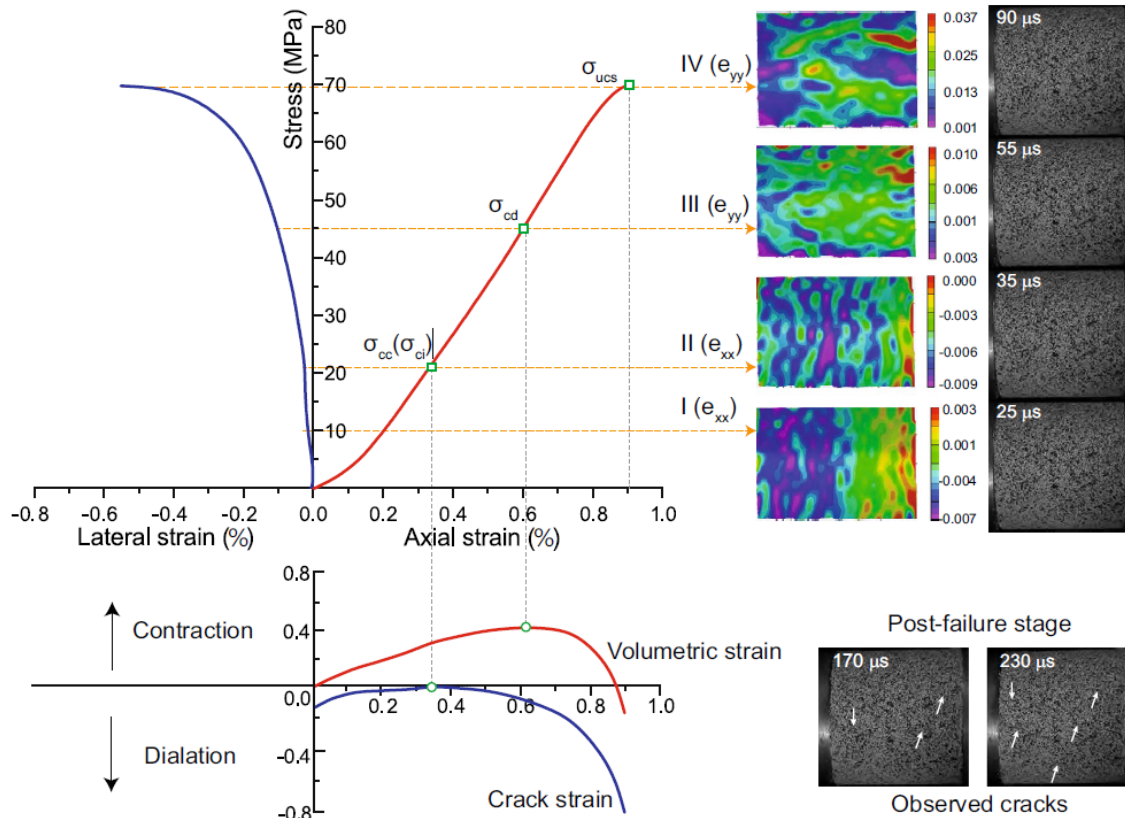 80
70
60
50
40
30
20
10
Stress (MPa)
σucs
σcd
σcc(σci)
-0.8 -0.6 -0.4 -0.2 0.0 0.2 0.4 0.6 0.8 1.0
Lateral strain (%) Axial strain (%)
IV (eyy)
0.037
0.025
0.013
0.001
90 µs
III (eyy)
0.010
0.006
0.001
0.003
55 µs
II (exx)
0.000
-0.003
-0.006
-0.009
35 µs
I (exx)
0.003
0.001
-0.004
-0.007
25 µs
0.8
0.4
0.0
-0.4
-0.8
0.2 0.4 0.6 0.8 1.0
Contraction
Dialation
Volumetric strain
Crack strain
Post-failure stage
170 µs 230 µs
Observed cracks